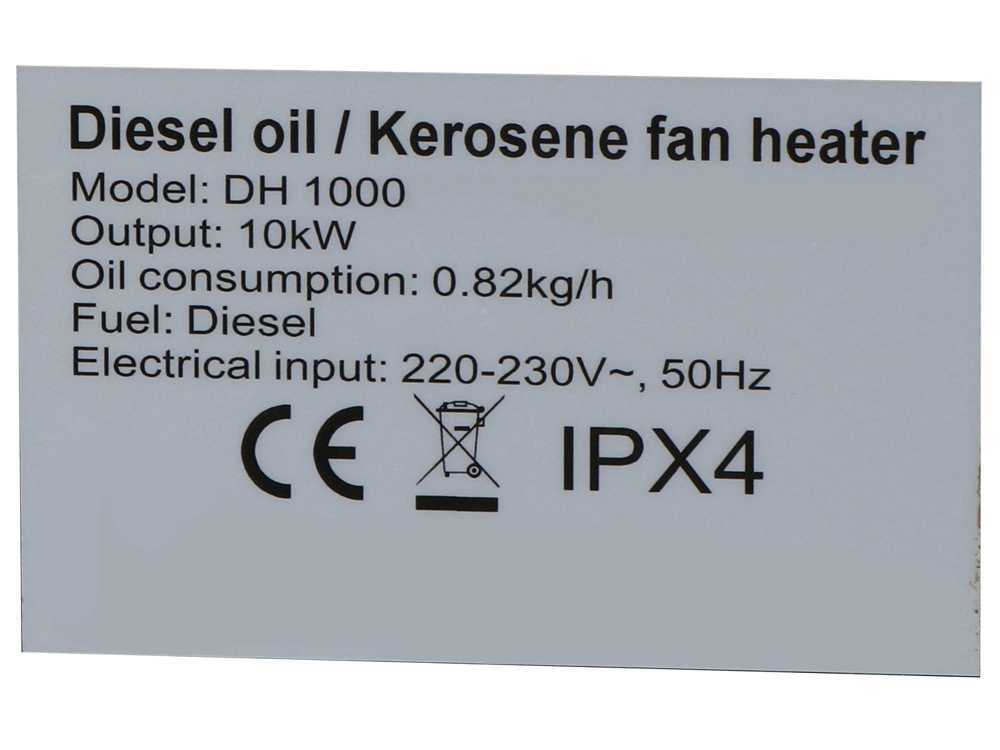 Diesel oil / Kerosene fan heater
Model: DH 1000
Output: 10kW
Oil consumption: 0.82kg/h
Fuel: Diesel
Electrical input: 220-230V~, 50Hz
CE IPX4